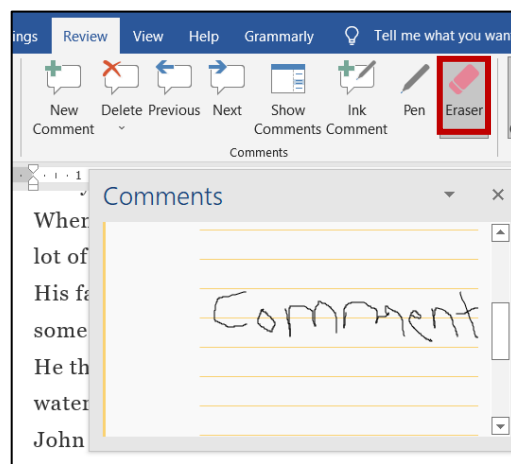 ings Review View Help Grammarly Tell me what you want
New Comment Delete Previous Next Show Comments Ink Comment Pen Eraser
Comments
1
Comments
When
lot of
His fa
some
He th
water
John
Comment